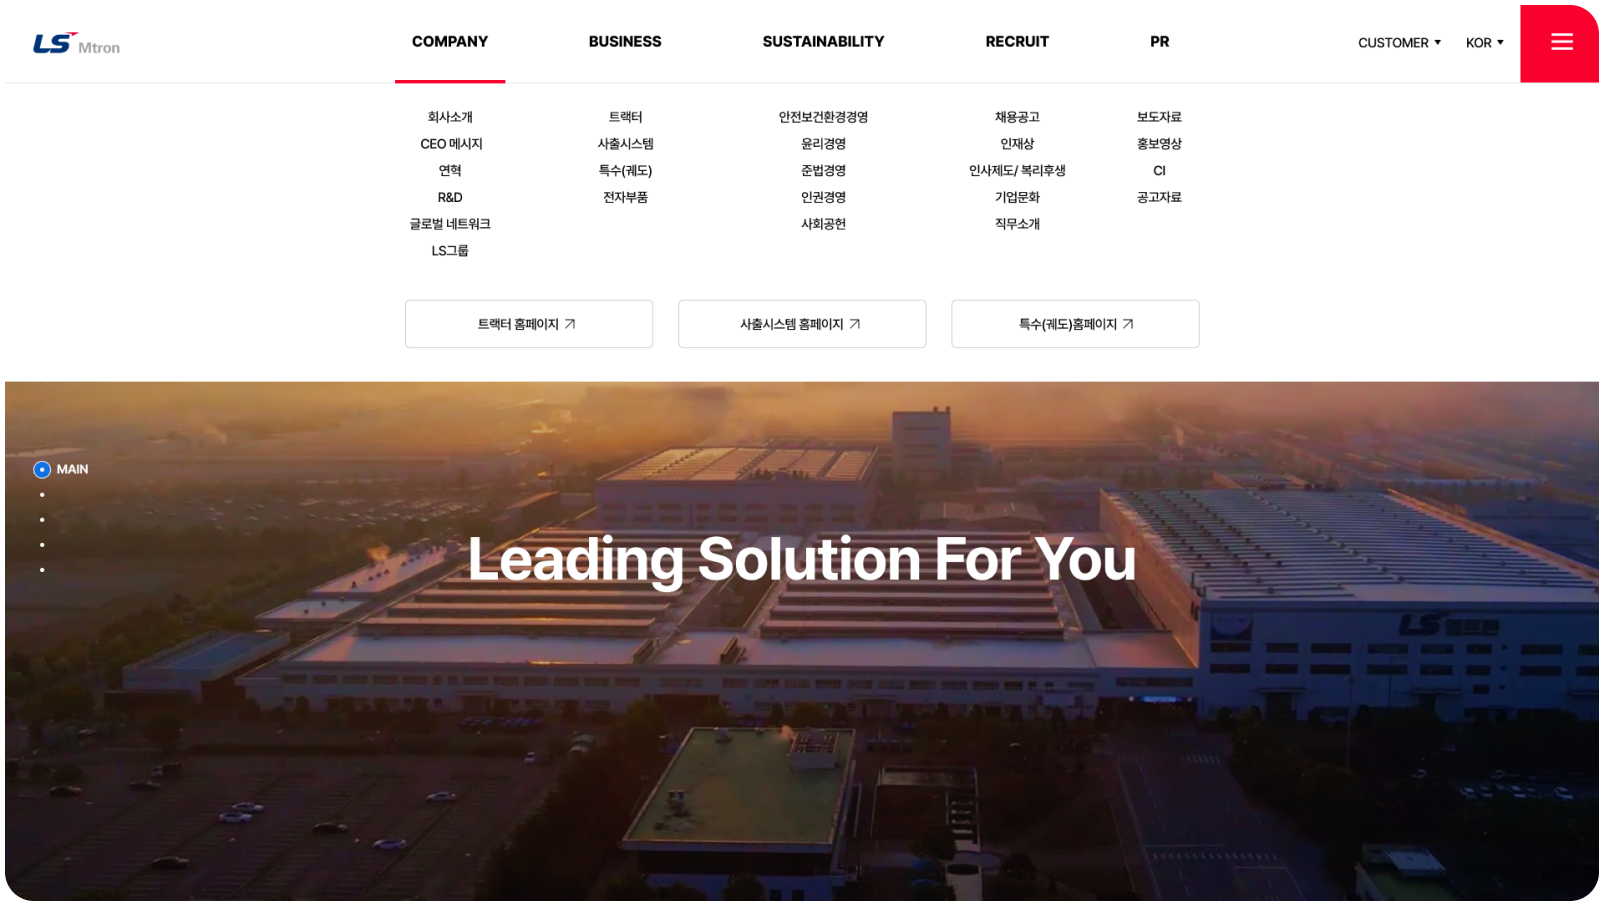 LS Mtron
COMPANY
BUSINESS
SUSTAINABILITY
RECRUIT
PR
CUSTOMER
KOR
회사소개
CEO 메시지
연혁
R&D
글로벌 네트워크
LS그룹
트랙터
사출시스템
특수(궤도)
전자부품
안전보건환경경영
윤리경영
준법경영
인권경영
사회공헌
채용공고
인재상
인사제도/ 복리후생
기업문화
직무소개
보도자료
홍보영상
CI
공고자료
트랙터 홈페이지
사출시스템 홈페이지
특수(궤도)홈페이지
MAIN
Leading Solution For You
LS 엠트론